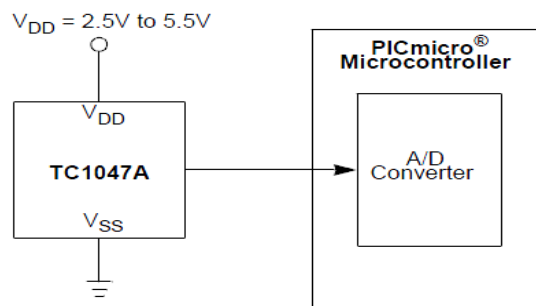 VDD = 2.5V to 5.5V
VDD
TC1047A
VSS
PICmicro®
Microcontroller
A/D
Converter